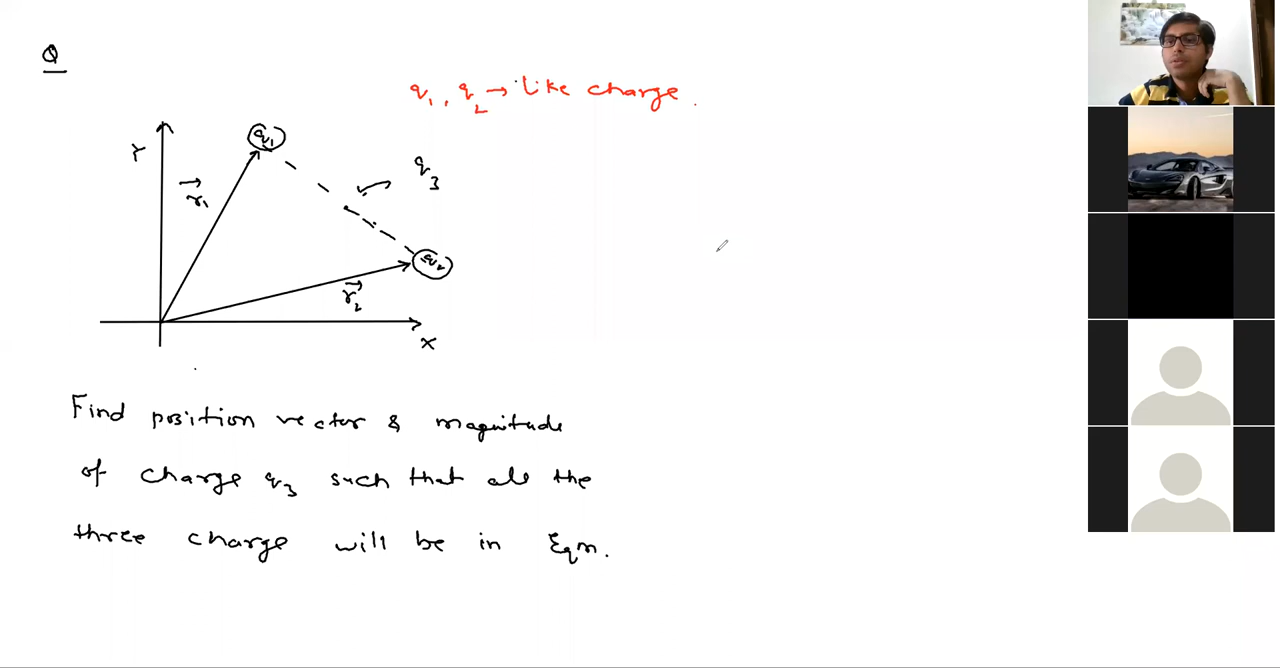 Q
q1, q2 → like charge.
Y
q1
q3
r1
q2
r2
X
Find position vector & magnitude
of charge q3 such that all the
three charge will be in Eqm.